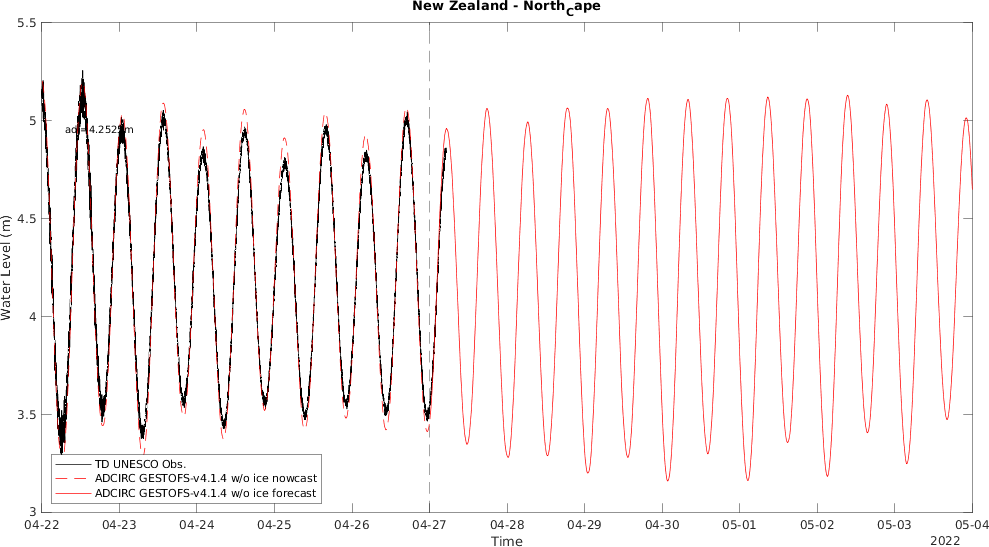 New Zealand - NorthCape
5.5
5
4.5
4
3.5
3
Water Level (m)
adj=4.2525m
TD UNESCO Obs.
ADCIRC GESTOFS-v4.1.4 w/o ice nowcast
ADCIRC GESTOFS-v4.1.4 w/o ice forecast
04-22 04-23 04-24 04-25 04-26 04-27 04-28 04-29 04-30 05-01 05-02 05-03 05-04
Time
2022